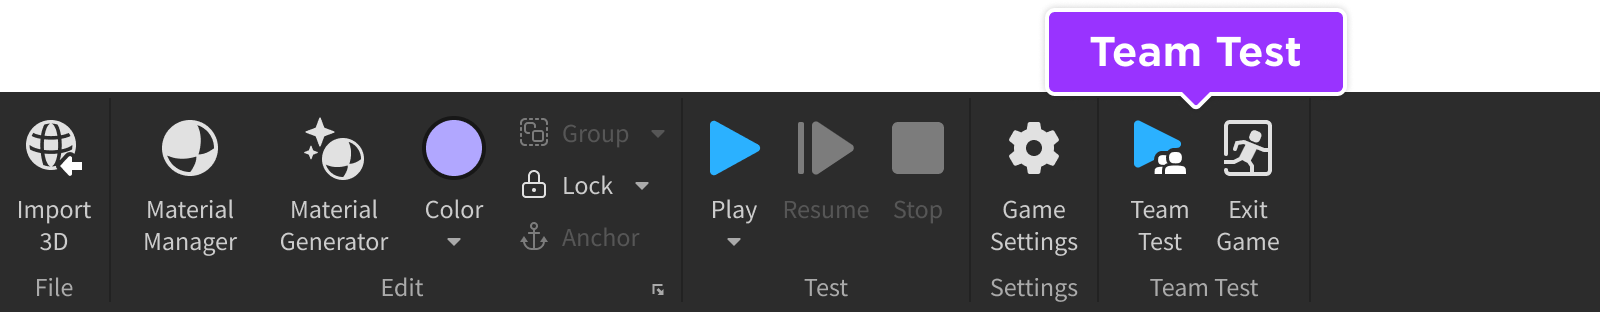 Team Test
Import
3D
File
Material
Manager
Material
Generator
Color
Group
Lock
Anchor
Edit
Play
Resume
Stop
Test
Game
Settings
Settings
Team
Test
Exit
Game
Team Test